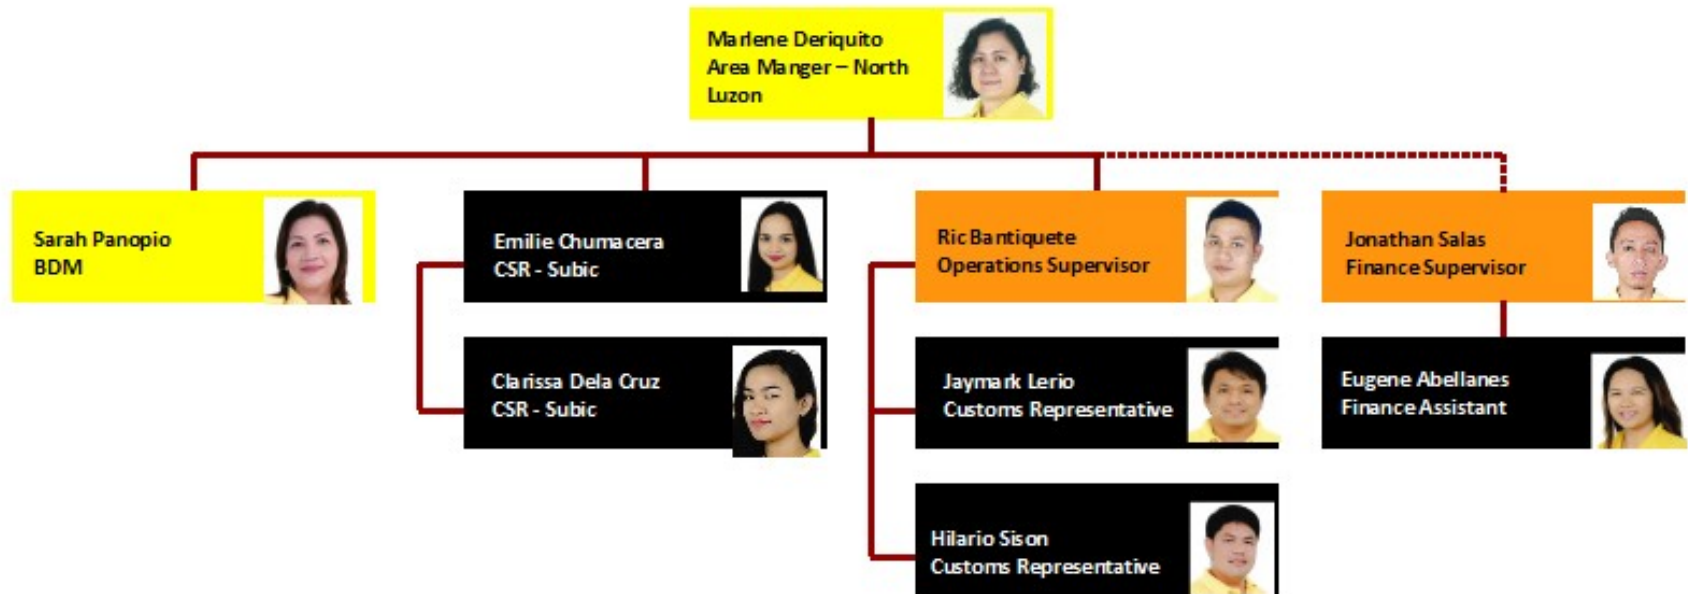 Marlene Deriquito
Area Manger – North
Luzon
Sarah Panopio
BDM
Emilie Chumacera
CSR - Subic
Ric Bantiquete
Operations Supervisor
Jonathan Salas
Finance Supervisor
Clarissa Dela Cruz
CSR - Subic
Jaymark Lerio
Customs Representative
Eugene Abellanes
Finance Assistant
Hilario Sison
Customs Representative